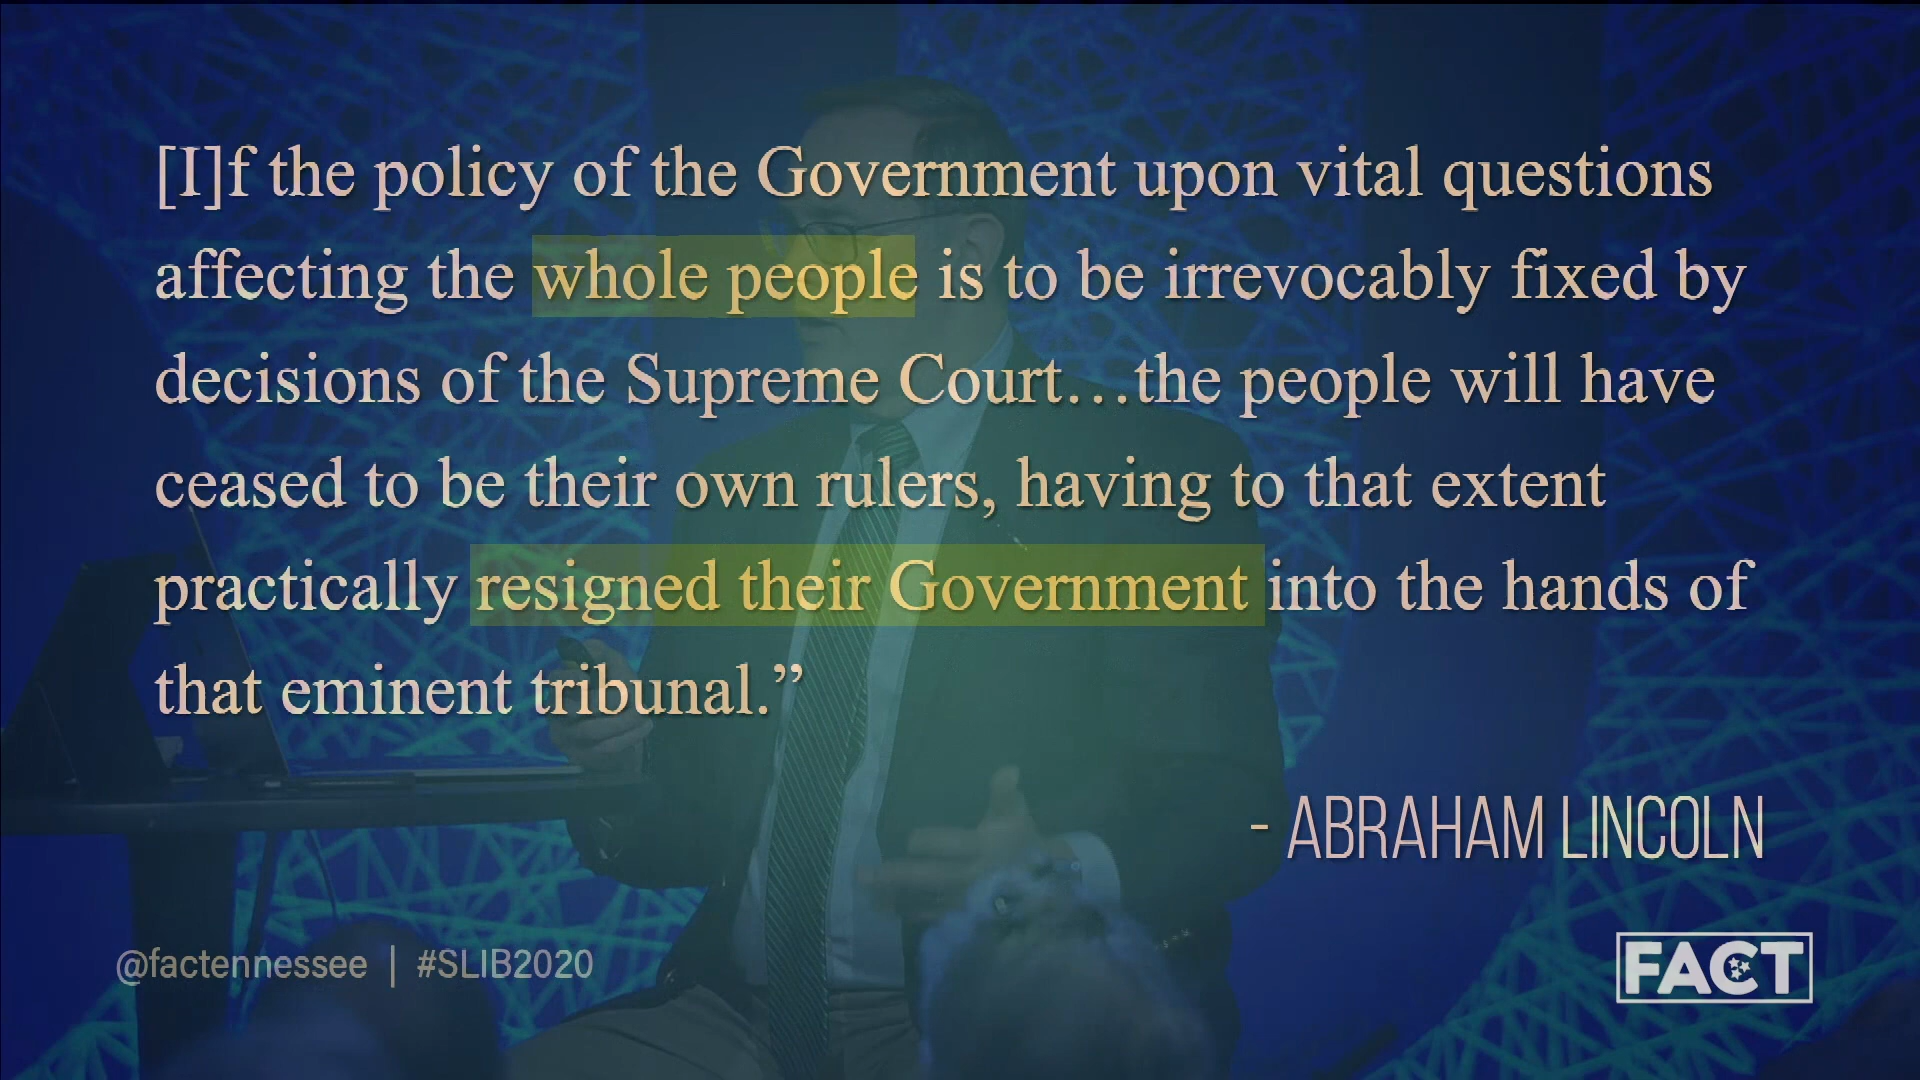 [I]f the policy of the Government upon vital questions
affecting the whole people is to be irrevocably fixed by
decisions of the Supreme Court…the people will have
ceased to be their own rulers, having to that extent
practically resigned their Government into the hands of
that eminent tribunal.”
- ABRAHAM LINCOLN
@factennessee | #SLIB2020
FACT